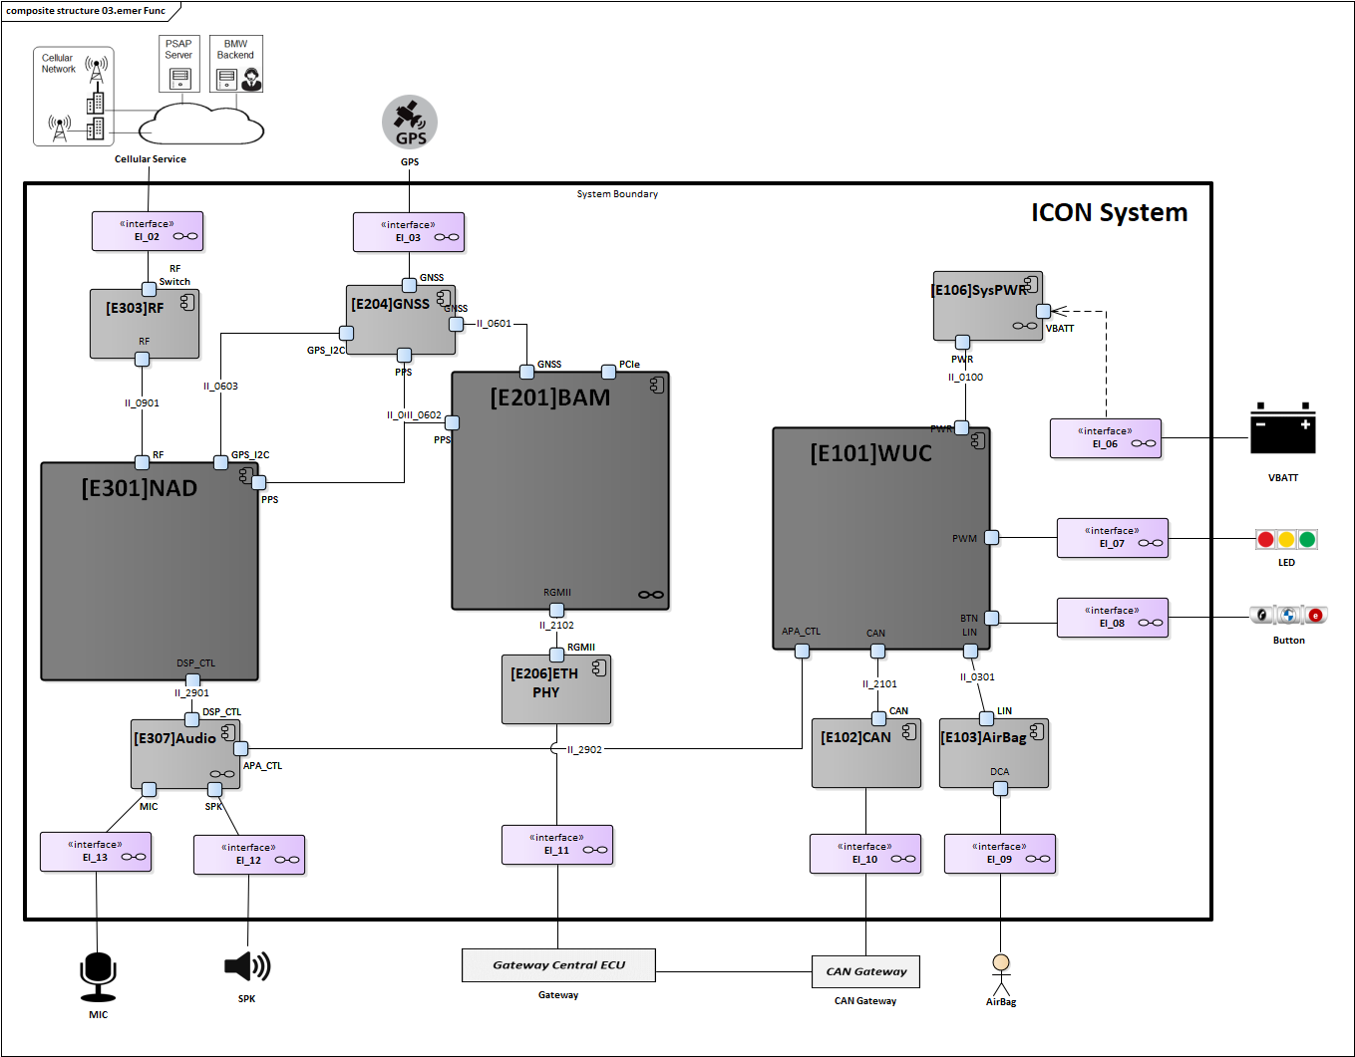 composite structure 03.emer Func
Cellular
Network
PSAP
Server
BMW
Backend
Cellular Service
GPS
GPS
System Boundary
ICON System
«interface»
EI_02
«interface»
EI_03
RF
Switch
[E303]RF
RF
GNSS
[E204]GNSS
GNSS
GPS_I2C
PPS
II_0601
II_0603
II_0901
[E106]SysPWR
VBATT
PWR
II_0100
GNSS
PCIe
[E201]BAM
II_0602
PPS
RGMII
II_2102
RGMII
[E206]ETH
PHY
RF
GPS_I2C
PPS
[E301]NAD
DSP_CTL
II_2901
DSP_CTL
[E307]Audio
APA_CTL
MIC
SPK
II_2902
PWR
[E101]WUC
PWM
BTN
LIN
APA_CTL
CAN
II_2101
II_0301
CAN
[E102]CAN
LIN
[E103]AirBag
DCA
«interface»
EI_06
VBATT
«interface»
EI_07
LED
«interface»
EI_08
Button
«interface»
EI_13
«interface»
EI_12
«interface»
EI_11
«interface»
EI_10
«interface»
EI_09
MIC
SPK
Gateway Central ECU
Gateway
CAN Gateway
CAN Gateway
AirBag